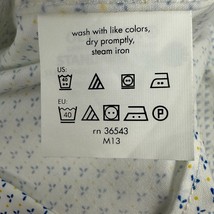 wash with like colors,
dry promptly,
steam iron
US:
40
EU:
40
P
rn 36543
M13